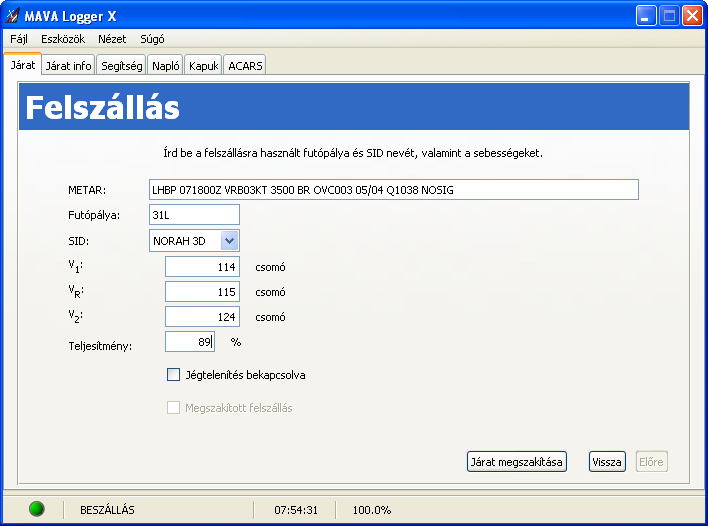 MAVA Logger X
Fájl Eszközök Nézet Súgó
Járat Járat info Segítség Napló Kapuk ACARS
Felszállás
Írd be a felszállásra használt futópálya és SID nevét, valamint a sebességeket.
METAR: LHBP 071800Z VRB03KT 3500 BR OVC003 05/04 Q1038 NOSIG
Futópálya: 31L
SID: NORAH 3D
V1: 114 csomó
VR: 115 csomó
V2: 124 csomó
Teljesítmény: 89 %
Jégtelenítés bekapcsolva
Megszakított felszállás
Járat megszakítása Vissza Előre
BESZÁLLÁS 07:54:31 100.0%